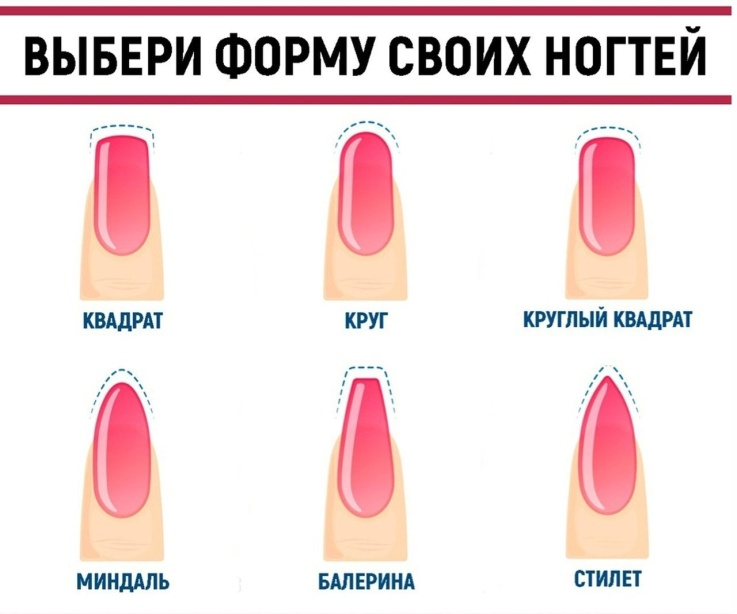 ВЫБЕРИ ФОРМУ СВОИХ НОГТЕЙ
КВАДРАТ
КРУГ
КРУГЛЫЙ КВАДРАТ
МИНДАЛЬ
БАЛЕРИНА
СТИЛЕТ